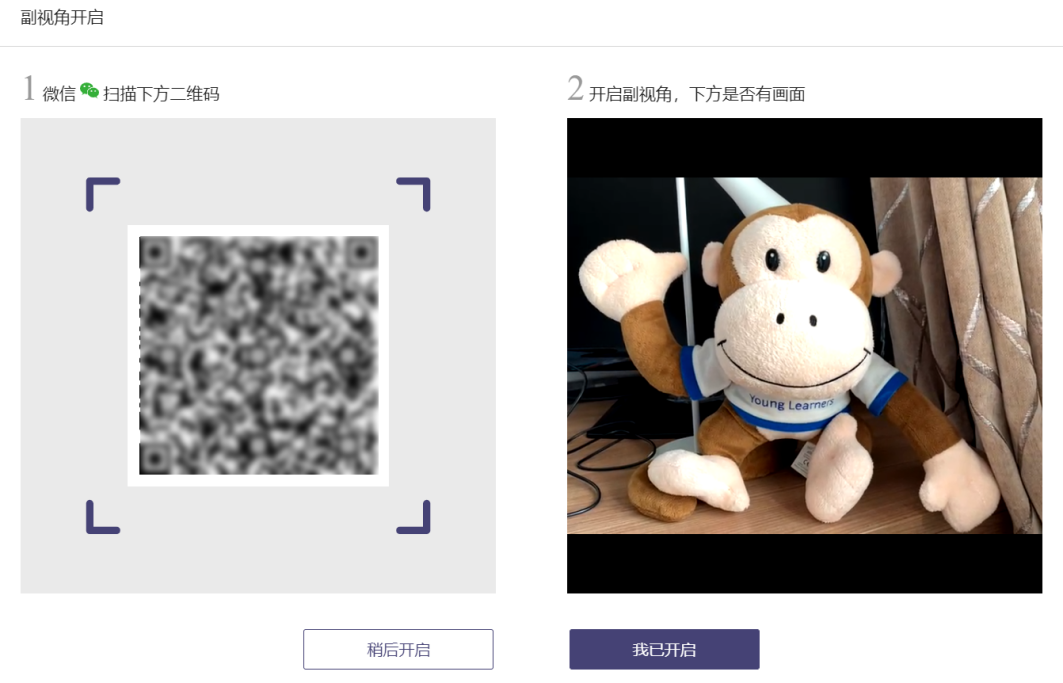 副视角开启
1 微信 扫描下方二维码
2 开启副视角，下方是否有画面
Young Learners
稍后开启
我已开启